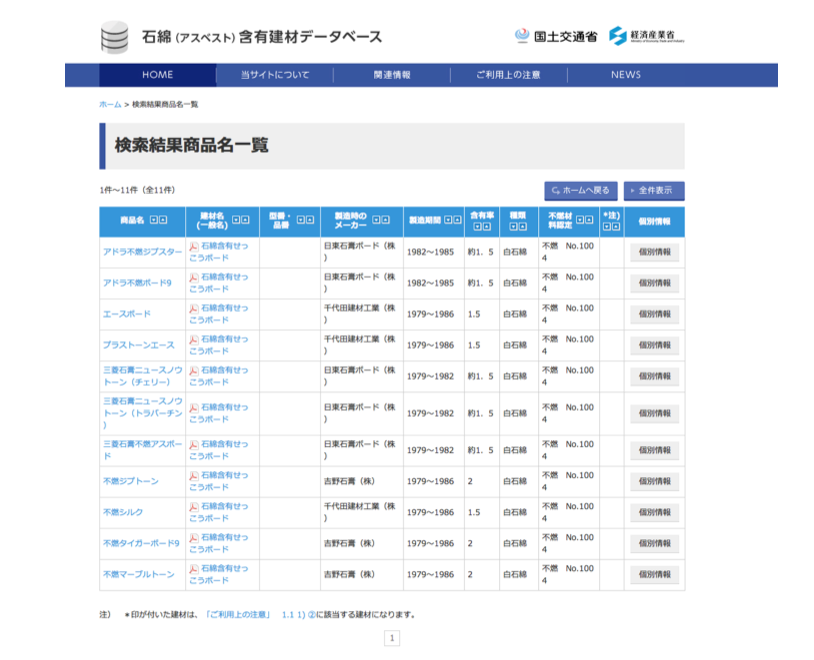 石綿（アスベスト）含有建材データベース
国土交通省 経済産業省
HOME 当サイトについて 関連情報 ご利用上の注意 NEWS
ホーム > 検索結果商品名一覧
検索結果商品名一覧
1件～11件（全11件） ホームへ戻る 全件表示
商品名 建材名（一般名） 型番・品番 製造時のメーカー 製造期間 含有率 種類 不燃材料認定 *注） 個別情報
アドラ不燃ジプスター 石綿含有せっこうボード 日東石膏ボード（株） 1982～1985 約1．5 白石綿 不燃 No.1004 個別情報
アドラ不燃ボード9 石綿含有せっこうボード 日東石膏ボード（株） 1982～1985 約1．5 白石綿 不燃 No.1004 個別情報
エースボード 石綿含有せっこうボード 千代田建材工業（株） 1979～1986 1.5 白石綿 不燃 No.1004 個別情報
プラストーンエース 石綿含有せっこうボード 千代田建材工業（株） 1979～1986 1.5 白石綿 不燃 No.1004 個別情報
三菱石膏ニュースノウトーン（チェリー） 石綿含有せっこうボード 日東石膏ボード（株） 1979～1982 約1．5 白石綿 不燃 No.1004 個別情報
三菱石膏ニュースノウトーン（トラバーチン） 石綿含有せっこうボード 日東石膏ボード（株） 1979～1982 約1．5 白石綿 不燃 No.1004 個別情報
三菱石膏不燃アスボード 石綿含有せっこうボード 日東石膏ボード（株） 1979～1982 約1．5 白石綿 不燃 No.1004 個別情報
不燃ジプトーン 石綿含有せっこうボード 吉野石膏（株） 1979～1986 2 白石綿 不燃 No.1004 個別情報
不燃シルク 石綿含有せっこうボード 千代田建材工業（株） 1979～1986 1.5 白石綿 不燃 No.1004 個別情報
不燃タイガーボード9 石綿含有せっこうボード 吉野石膏（株） 1979～1986 2 白石綿 不燃 No.1004 個別情報
不燃マーブルトーン 石綿含有せっこうボード 吉野石膏（株） 1979～1986 2 白石綿 不燃 No.1004 個別情報
注） ＊印が付いた建材は、「ご利用上の注意」 1.1 1) ②に該当する建材になります。
1